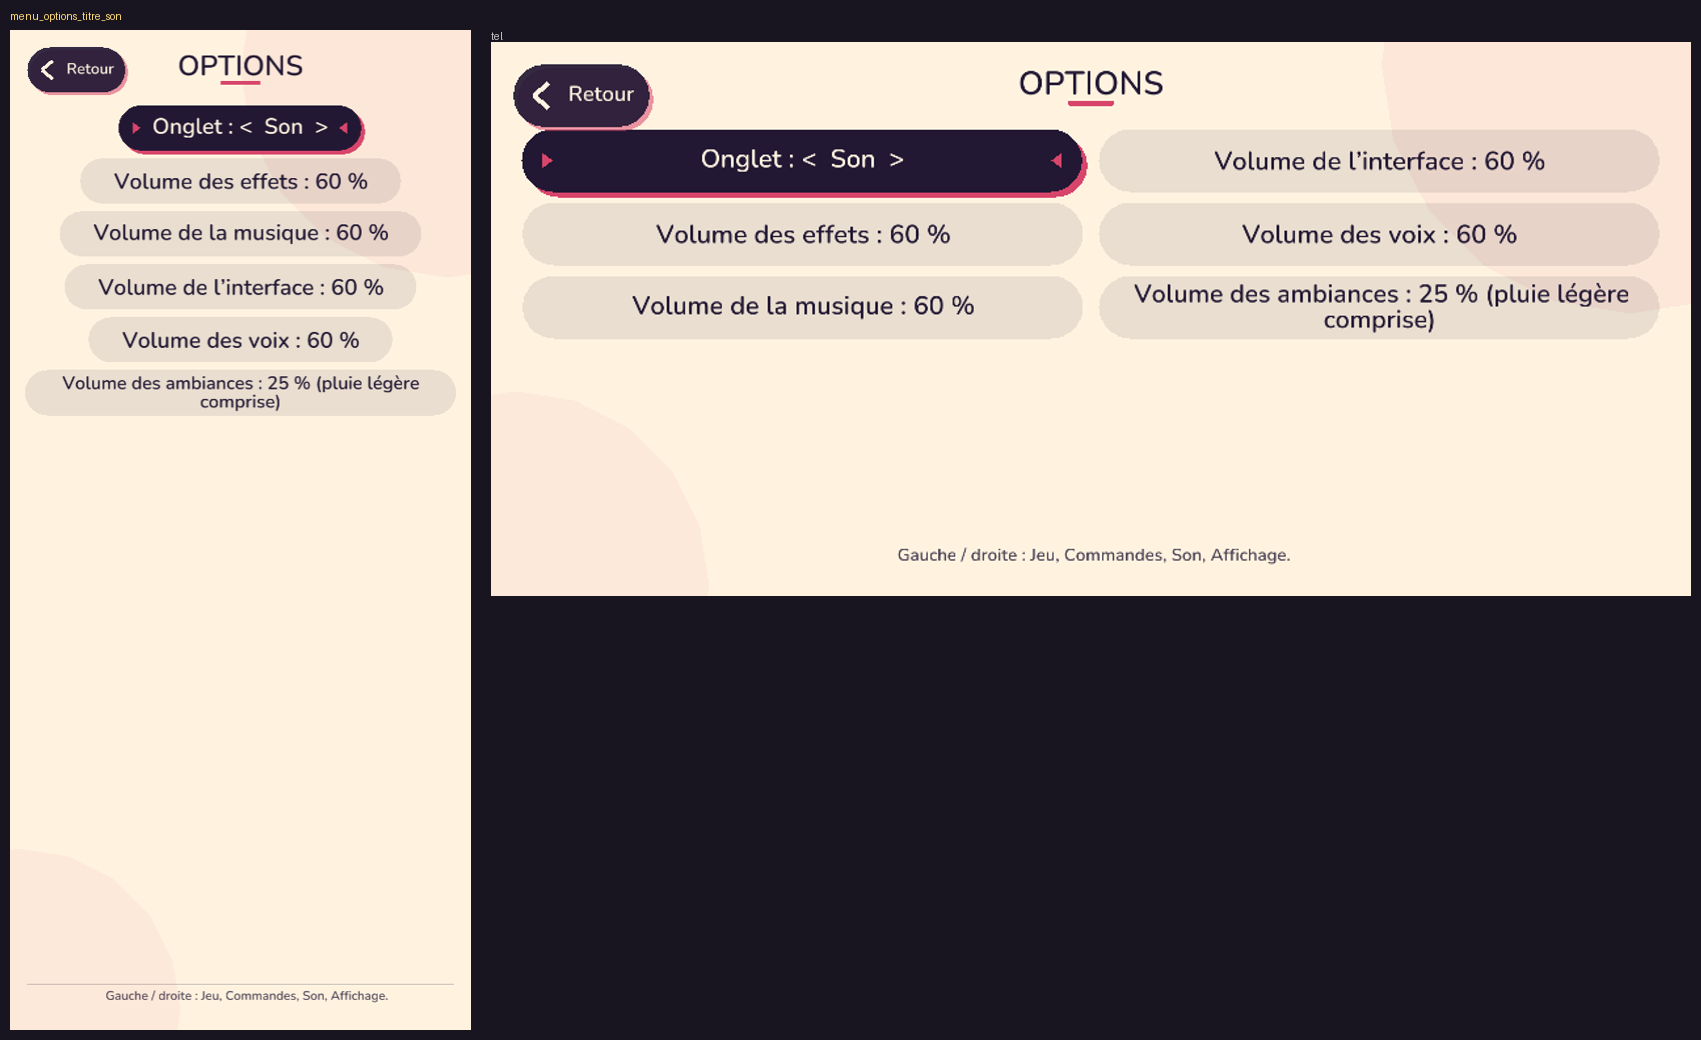 menu_options_titre_son
Retour
OPTIONS
Onglet : < Son >
Volume des effets : 60 %
Volume de la musique : 60 %
Volume de l’interface : 60 %
Volume des voix : 60 %
Volume des ambiances : 25 % (pluie légère
comprise)
Gauche / droite : Jeu, Commandes, Son, Affichage.
tel
Retour
OPTIONS
Onglet : < Son >
Volume des effets : 60 %
Volume de la musique : 60 %
Volume de l’interface : 60 %
Volume des voix : 60 %
Volume des ambiances : 25 % (pluie légère
comprise)
Gauche / droite : Jeu, Commandes, Son, Affichage.